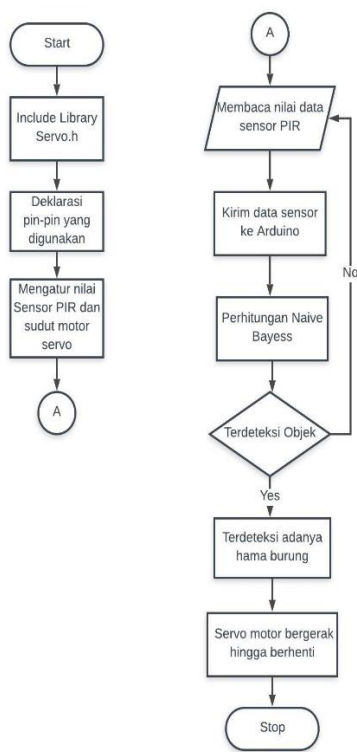 Start
Include Library
Servo.h
Deklarasi
pin-pin yang
digunakan
Mengatur nilai
Sensor PIR dan
sudut motor
servo
A
A
Membaca nilai data
sensor PIR
Kirim data sensor
ke Arduino
No
Perhitungan Naive
Bayess
Terdeteksi Objek
Yes
Terdeteksi adanya
hama burung
Servo motor bergerak
hingga berhenti
Stop